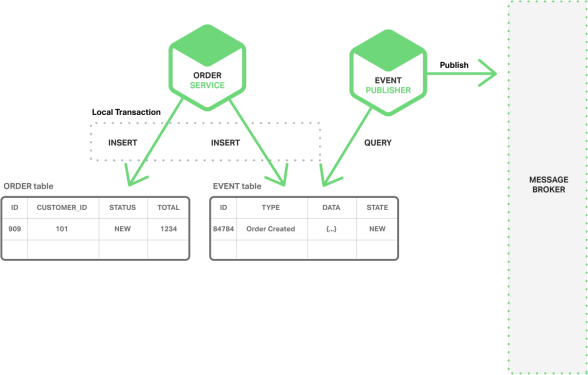 ORDER
SERVICE
EVENT
PUBLISHER
Publish
Local Transaction
INSERT
INSERT
QUERY
MESSAGE
BROKER
ORDER table
ID CUSTOMER_ID STATUS TOTAL
909 101 NEW 1234
EVENT table
ID TYPE DATA STATE
84784 Order Created {...} NEW